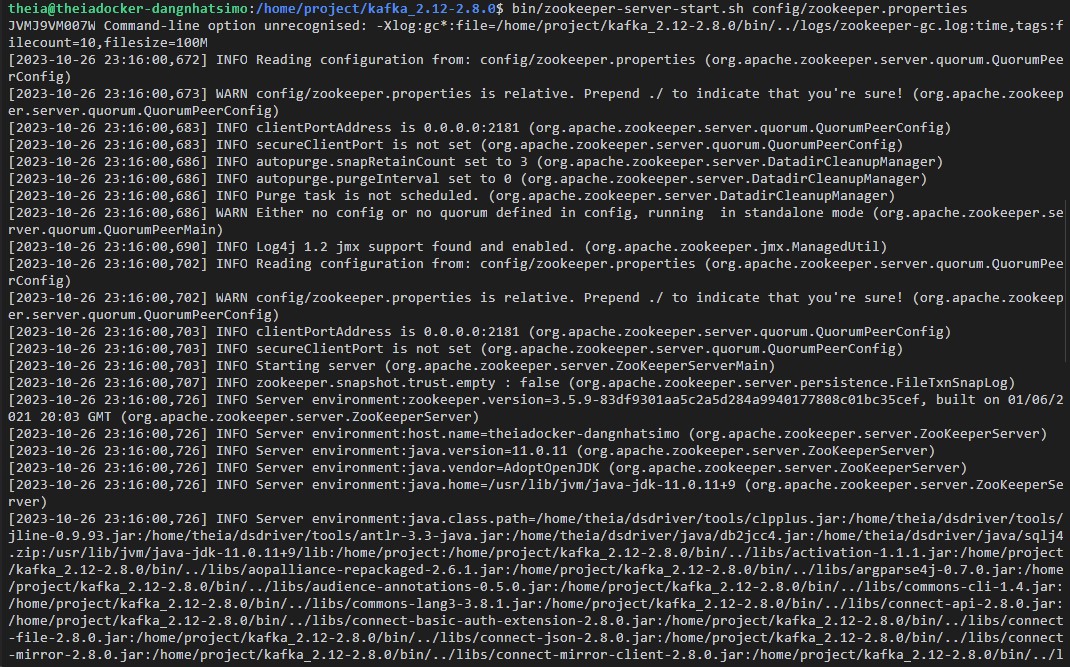 theia@theiadocker-dangnhatsimo:/home/project/kafka_2.12-2.8.0$ bin/zookeeper-server-start.sh config/zookeeper.properties
JVMJ9VM007W Command-line option unrecognised: -Xlog:gc*:file=/home/project/kafka_2.12-2.8.0/bin/../logs/zookeeper-gc.log:time,tags:f
ilecount=10,filesize=100M
[2023-10-26 23:16:00,672] INFO Reading configuration from: config/zookeeper.properties (org.apache.zookeeper.server.quorum.QuorumPee
rConfig)
[2023-10-26 23:16:00,673] WARN config/zookeeper.properties is relative. Prepend ./ to indicate that you're sure! (org.apache.zookeep
er.server.quorum.QuorumPeerConfig)
[2023-10-26 23:16:00,683] INFO clientPortAddress is 0.0.0.0:2181 (org.apache.zookeeper.server.quorum.QuorumPeerConfig)
[2023-10-26 23:16:00,683] INFO secureClientPort is not set (org.apache.zookeeper.server.quorum.QuorumPeerConfig)
[2023-10-26 23:16:00,686] INFO autopurge.snapRetainCount set to 3 (org.apache.zookeeper.server.DatadirCleanupManager)
[2023-10-26 23:16:00,686] INFO autopurge.purgeInterval set to 0 (org.apache.zookeeper.server.DatadirCleanupManager)
[2023-10-26 23:16:00,686] INFO Purge task is not scheduled. (org.apache.zookeeper.server.DatadirCleanupManager)
[2023-10-26 23:16:00,686] WARN Either no config or no quorum defined in config, running  in standalone mode (org.apache.zookeeper.se
rver.quorum.QuorumPeerMain)
[2023-10-26 23:16:00,690] INFO Log4j 1.2 jmx support found and enabled. (org.apache.zookeeper.jmx.ManagedUtil)
[2023-10-26 23:16:00,702] INFO Reading configuration from: config/zookeeper.properties (org.apache.zookeeper.server.quorum.QuorumPee
rConfig)
[2023-10-26 23:16:00,702] WARN config/zookeeper.properties is relative. Prepend ./ to indicate that you're sure! (org.apache.zookeep
er.server.quorum.QuorumPeerConfig)
[2023-10-26 23:16:00,703] INFO clientPortAddress is 0.0.0.0:2181 (org.apache.zookeeper.server.quorum.QuorumPeerConfig)
[2023-10-26 23:16:00,703] INFO secureClientPort is not set (org.apache.zookeeper.server.quorum.QuorumPeerConfig)
[2023-10-26 23:16:00,703] INFO Starting server (org.apache.zookeeper.server.ZooKeeperServerMain)
[2023-10-26 23:16:00,707] INFO zookeeper.snapshot.trust.empty : false (org.apache.zookeeper.server.persistence.FileTxnSnapLog)
[2023-10-26 23:16:00,726] INFO Server environment:zookeeper.version=3.5.9-83df9301aa5c2a5d284a9940177808c01bc35cef, built on 01/06/2
021 20:03 GMT (org.apache.zookeeper.server.ZooKeeperServer)
[2023-10-26 23:16:00,726] INFO Server environment:host.name=theiadocker-dangnhatsimo (org.apache.zookeeper.server.ZooKeeperServer)
[2023-10-26 23:16:00,726] INFO Server environment:java.version=11.0.11 (org.apache.zookeeper.server.ZooKeeperServer)
[2023-10-26 23:16:00,726] INFO Server environment:java.vendor=AdoptOpenJDK (org.apache.zookeeper.server.ZooKeeperServer)
[2023-10-26 23:16:00,726] INFO Server environment:java.home=/usr/lib/jvm/java-jdk-11.0.11+9 (org.apache.zookeeper.server.ZooKeeperSe
rver)
[2023-10-26 23:16:00,726] INFO Server environment:java.class.path=/home/theia/dsdriver/tools/clpplus.jar:/home/theia/dsdriver/tools/
jline-0.9.93.jar:/home/theia/dsdriver/tools/antlr-3.3-java.jar:/home/theia/dsdriver/java/db2jcc4.jar:/home/theia/dsdriver/java/sqlj4
.zip:/usr/lib/jvm/java-jdk-11.0.11+9/lib:/home/project:/home/project/kafka_2.12-2.8.0/bin/../libs/activation-1.1.1.jar:/home/project
/kafka_2.12-2.8.0/bin/../libs/aopalliance-repackaged-2.6.1.jar:/home/project/kafka_2.12-2.8.0/bin/../libs/argparse4j-0.7.0.jar:/home
/project/kafka_2.12-2.8.0/bin/../libs/audience-annotations-0.5.0.jar:/home/project/kafka_2.12-2.8.0/bin/../libs/commons-cli-1.4.jar:
/home/project/kafka_2.12-2.8.0/bin/../libs/commons-lang3-3.8.1.jar:/home/project/kafka_2.12-2.8.0/bin/../libs/connect-api-2.8.0.jar:
/home/project/kafka_2.12-2.8.0/bin/../libs/connect-basic-auth-extension-2.8.0.jar:/home/project/kafka_2.12-2.8.0/bin/../libs/connect
-file-2.8.0.jar:/home/project/kafka_2.12-2.8.0/bin/../libs/connect-json-2.8.0.jar:/home/project/kafka_2.12-2.8.0/bin/../libs/connect
-mirror-2.8.0.jar:/home/project/kafka_2.12-2.8.0/bin/../libs/connect-mirror-client-2.8.0.jar:/home/project/kafka_2.12-2.8.0/bin/../l